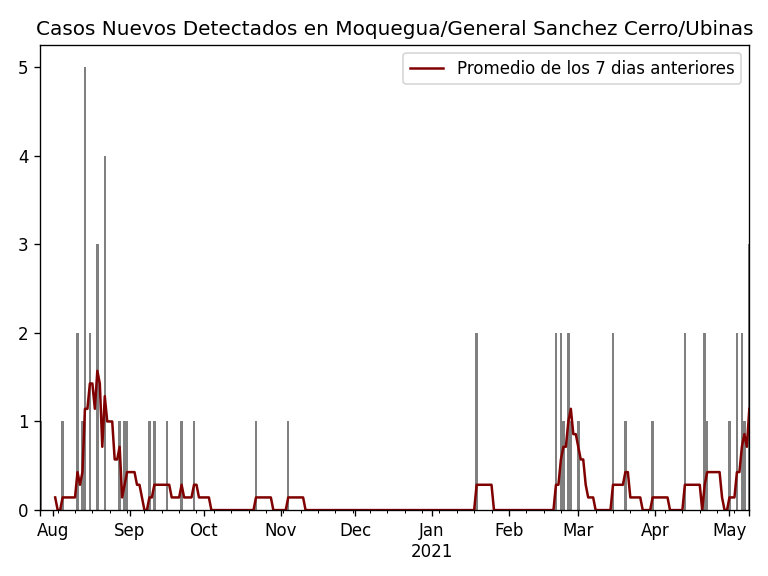 Casos Nuevos Detectados en Moquegua/General Sanchez Cerro/Ubinas
Promedio de los 7 dias anteriores
5
4
3
2
1
0
Aug Sep Oct Nov Dec Jan Feb Mar Apr May
2021